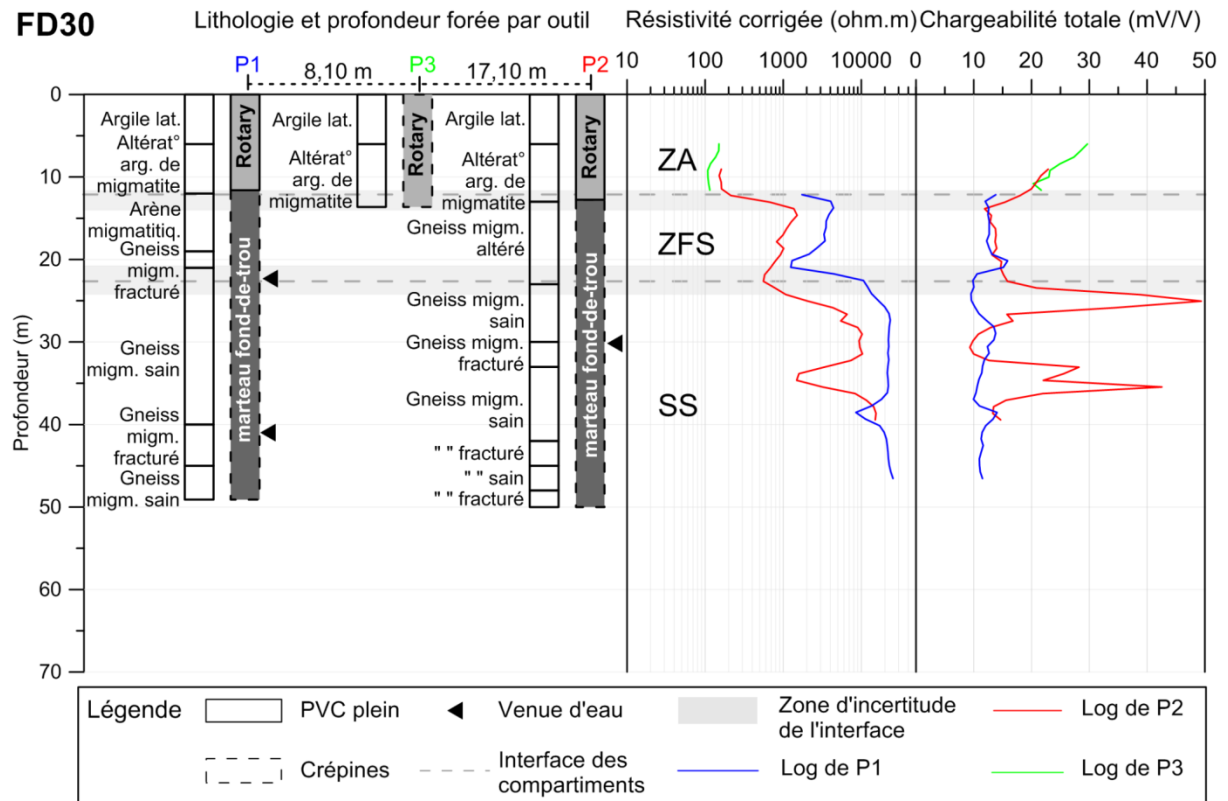 FD30
Lithologie et profondeur forée par outil
Résistivité corrigée (ohm.m)
Chargeabilité totale (mV/V)
P1
8,10 m
P3
17,10 m
P2
10
100
1000
10000
0
10
20
30
40
50
Profondeur (m)
0
10
20
30
40
50
60
70
Argile lat.
Altérat°
arg. de
migmatite
Arène
migmatitiq.
Gneiss
migm.
fracturé
Gneiss
migm. sain
Gneiss
migm.
fracturé
Gneiss
migm. sain
Rotary
marteau fond-de-trou
Argile lat.
Altérat°
arg. de
migmatite
Rotary
Argile lat.
Altérat°
arg. de
migmatite
Gneiss migm.
altéré
Gneiss migm.
sain
Gneiss migm.
fracturé
Gneiss migm.
sain
" " fracturé
" " sain
" " fracturé
Rotary
marteau fond-de-trou
ZA
ZFS
SS
Légende
PVC plein
Venue d'eau
Zone d'incertitude
de l'interface
Log de P2
Crépines
Interface des
compartiments
Log de P1
Log de P3